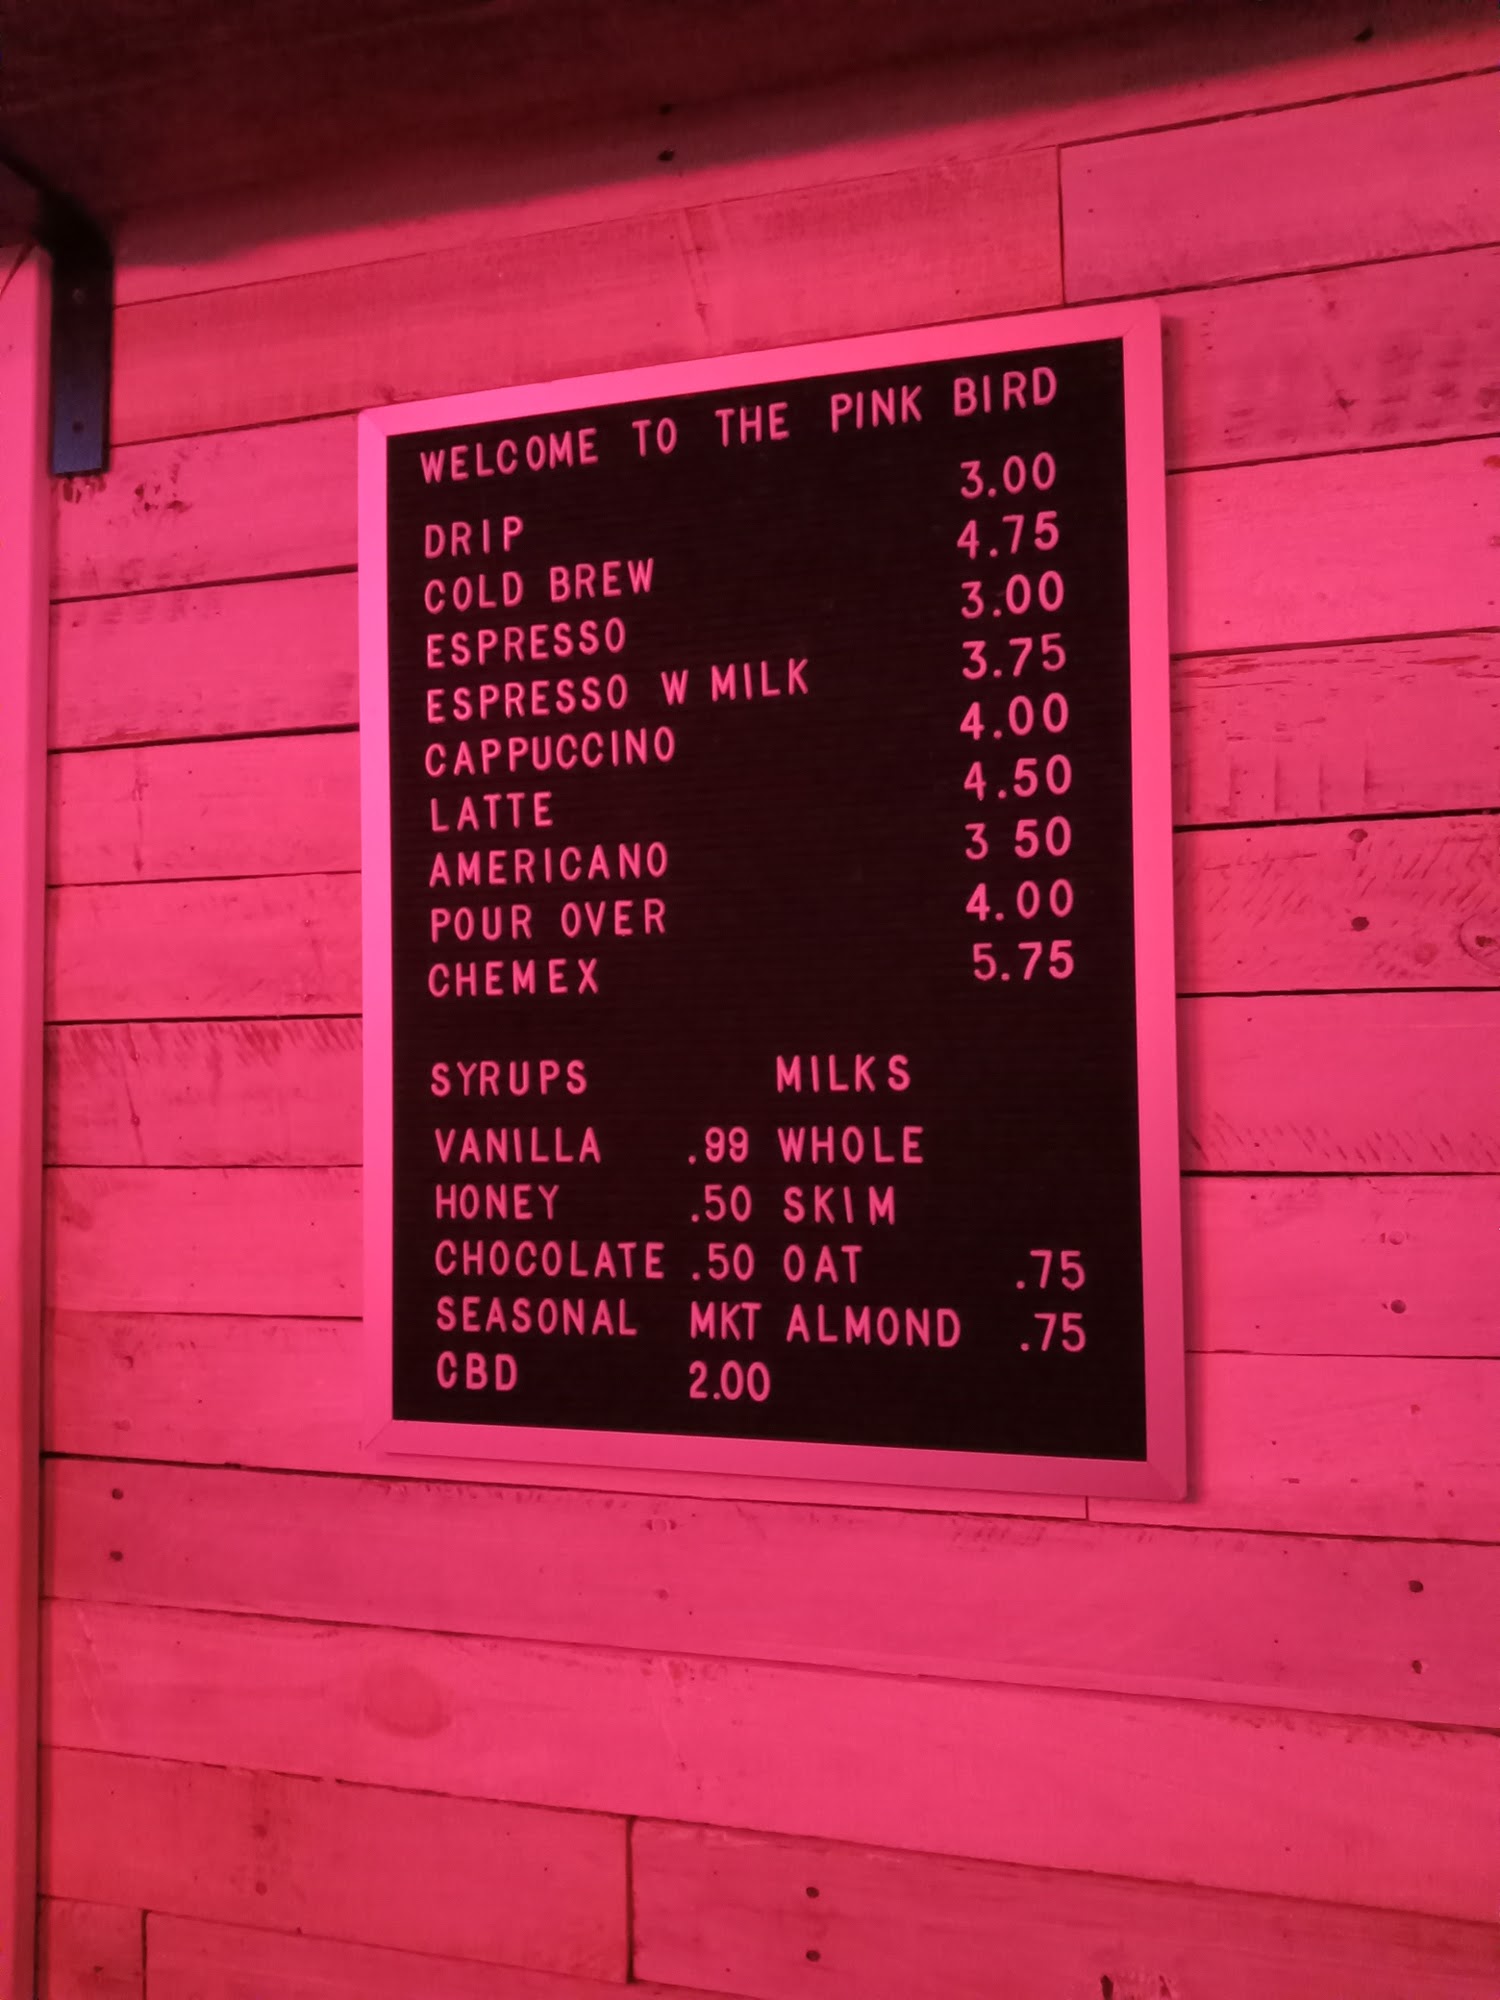 WELCOME TO THE PINK BIRD
DRIP 3.00
COLD BREW 4.75
ESPRESSO 3.00
ESPRESSO W MILK 3.75
CAPPUCCINO 4.00
LATTE 4.50
AMERICANO 3 50
POUR OVER 4.00
CHEMEX 5.75
SYRUPS MILKS
VANILLA .99 WHOLE
HONEY .50 SKIM
CHOCOLATE .50 OAT .75
SEASONAL MKT ALMOND .75
CBD 2.00